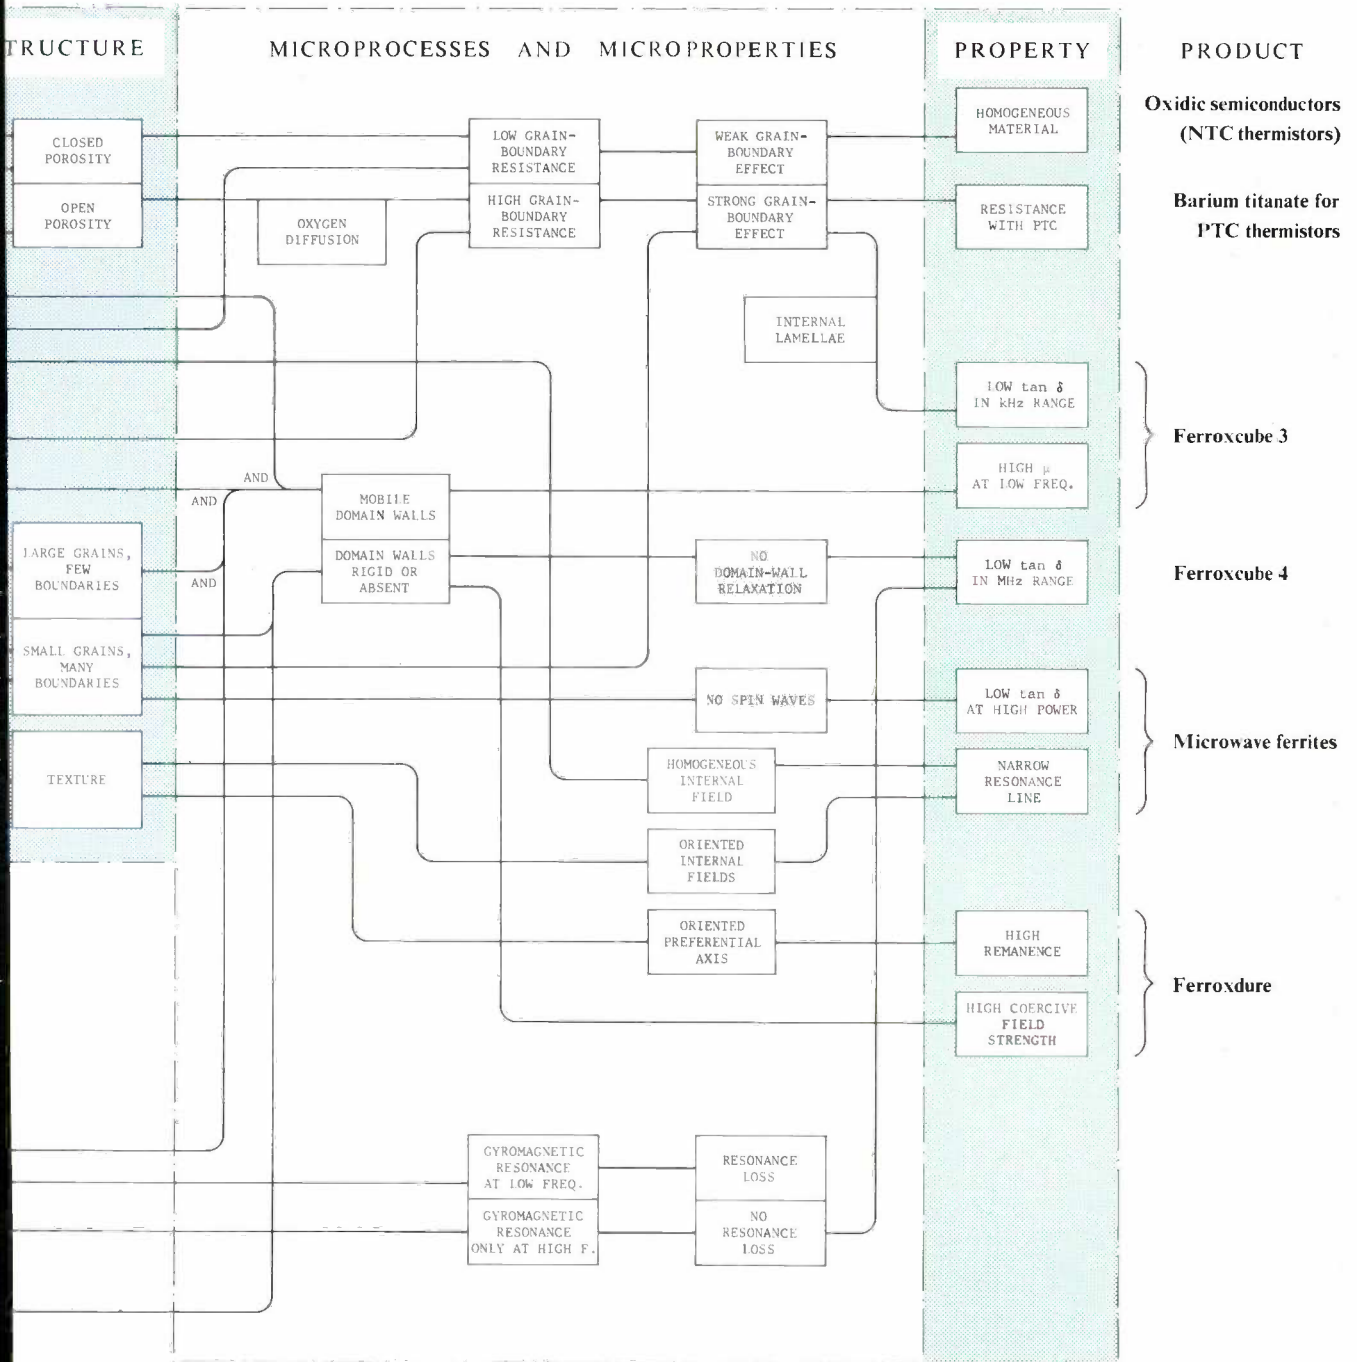 TRUCTURE
MICROPROCESSES AND MICROPROPERTIES
PROPERTY
PRODUCT
CLOSED
POROSITY
OPEN
POROSITY
OXYGEN
DIFFUSION
LOW GRAIN-
BOUNDARY
RESISTANCE
HIGH GRAIN-
BOUNDARY
RESISTANCE
WEAK GRAIN-
BOUNDARY
EFFECT
STRONG GRAIN-
BOUNDARY
EFFECT
HOMOGENEOUS
MATERIAL
Oxidic semiconductors
(NTC thermistors)
RESISTANCE
WITH PTC
Barium titanate for
PTC thermistors
INTERNAL
LAMELLAE
LOW tan δ
IN kHz RANGE
HIGH μ
AT LOW FREQ.
Ferroxcube 3
AND
AND
AND
MOBILE
DOMAIN WALLS
DOMAIN WALLS
RIGID OR
ABSENT
LARGE GRAINS,
FEW
BOUNDARIES
SMALL GRAINS,
MANY
BOUNDARIES
NO
DOMAIN-WALL
RELAXATION
LOW tan δ
IN MHz RANGE
Ferroxcube 4
NO SPIN WAVES
LOW tan δ
AT HIGH POWER
TEXTURE
HOMOGENEOUS
INTERNAL
FIELD
NARROW
RESONANCE
LINE
Microwave ferrites
ORIENTED
INTERNAL
FIELDS
ORIENTED
PREFERENTIAL
AXIS
HIGH
REMANENCE
HIGH COERCIVE
FIELD
STRENGTH
Ferroxdure
GYROMAGNETIC
RESONANCE
AT LOW FREQ.
GYROMAGNETIC
RESONANCE
ONLY AT HIGH F.
RESONANCE
LOSS
NO
RESONANCE
LOSS